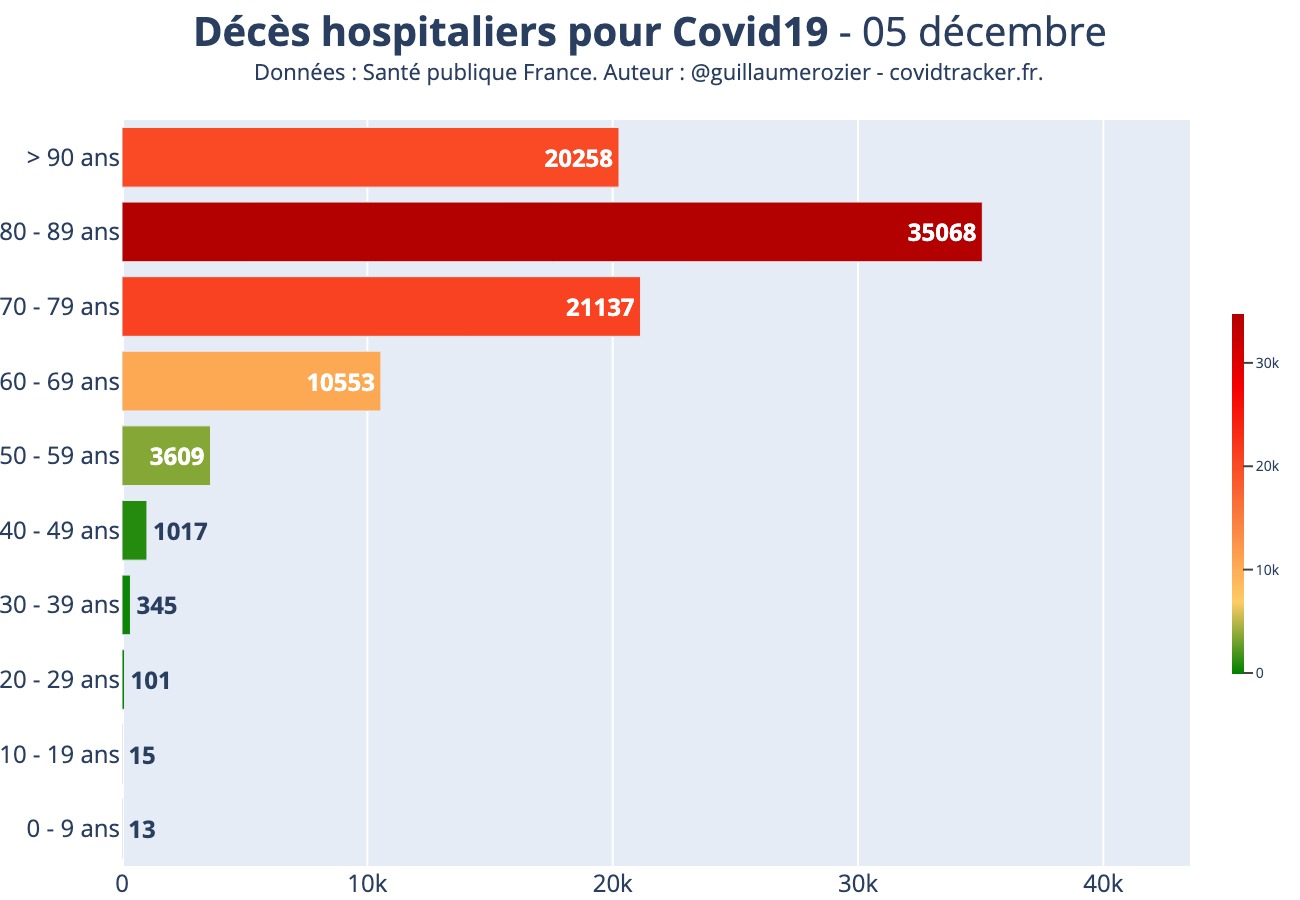 Décès hospitaliers pour Covid19 - 05 décembre
Données : Santé publique France. Auteur : @guillaumerozier - covidtracker.fr.
> 90 ans 20258
80 - 89 ans 35068
70 - 79 ans 21137
60 - 69 ans 10553
50 - 59 ans 3609
40 - 49 ans 1017
30 - 39 ans 345
20 - 29 ans 101
10 - 19 ans 15
0 - 9 ans 13
0 10k 20k 30k 40k
30k
20k
10k
0